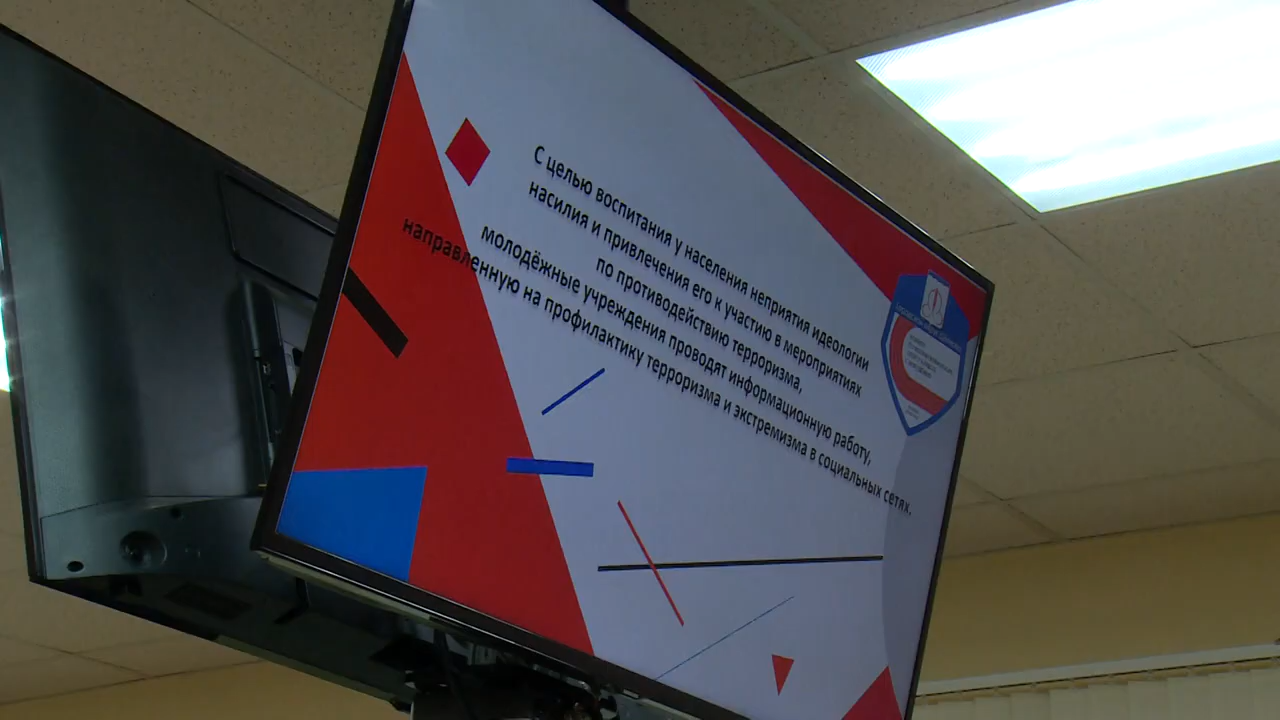 С целью воспитания у населения неприятия идеологии
насилия и привлечения его к участию в мероприятиях
по противодействию терроризма,
молодёжные учреждения проводят информационную работу,
направленную на профилактику терроризма и экстремизма в социальных сетях.